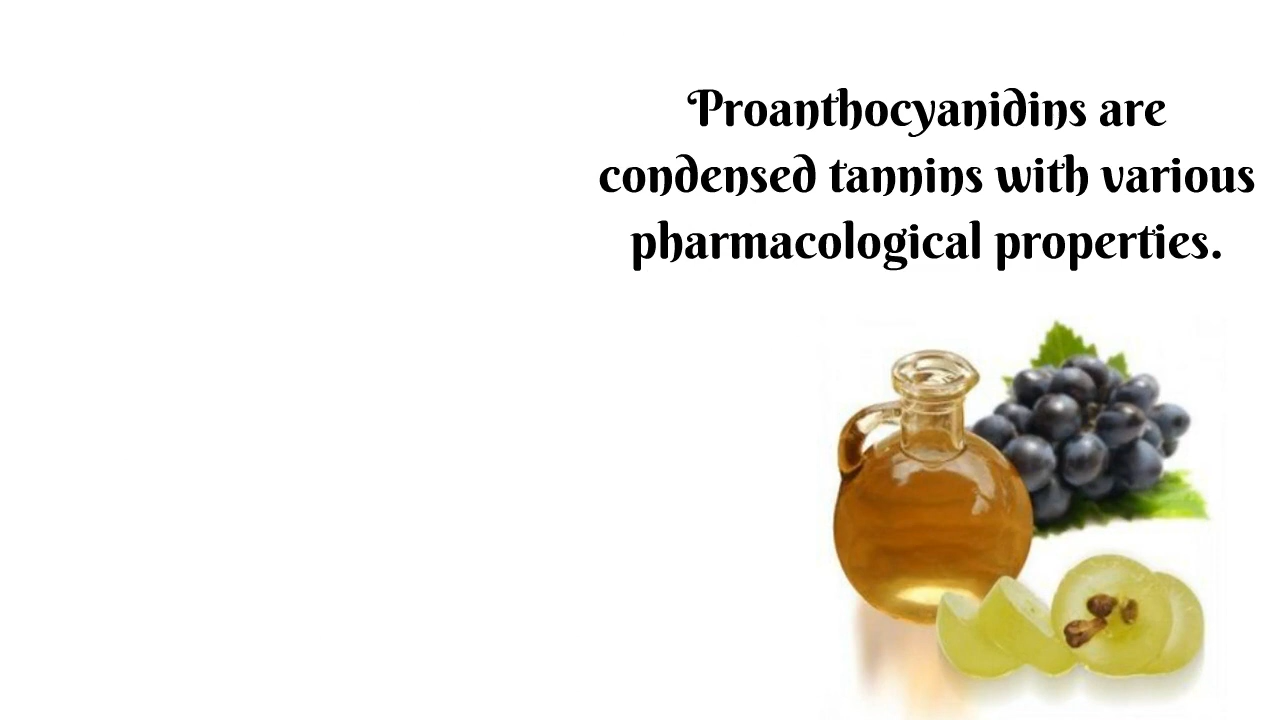 Proanthocyanidins are
condensed tannins with various
pharmacological properties.